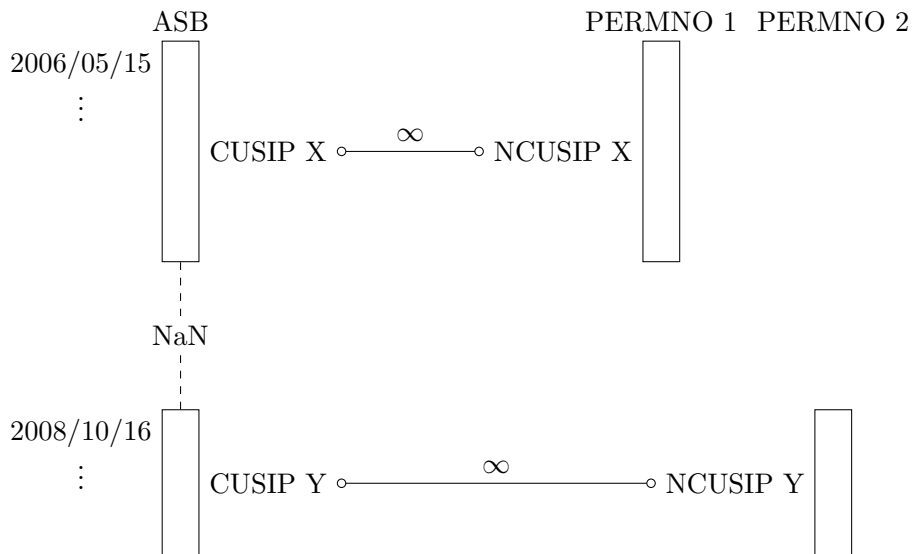 ASB PERMNO 1 PERMNO 2
2006/05/15
⋮
CUSIP X ∞ NCUSIP X
NaN
2008/10/16
⋮
CUSIP Y ∞ NCUSIP Y